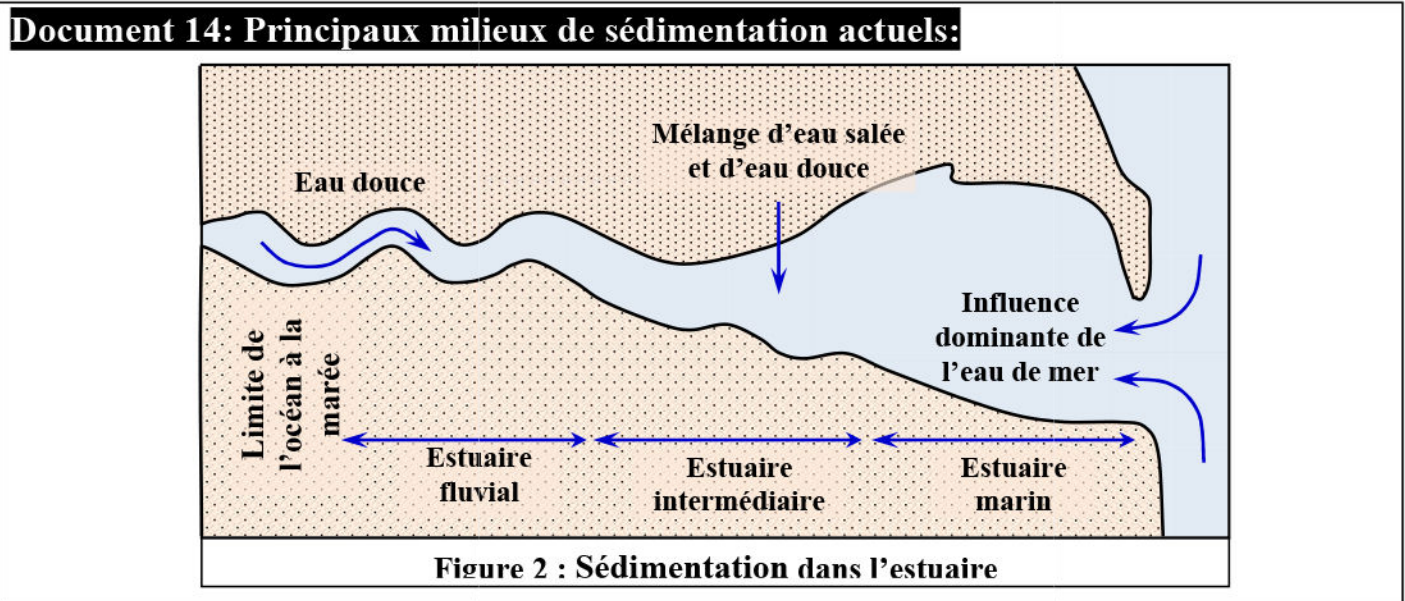 Document 14: Principaux milieux de sédimentation actuels:
Mélange d'eau salée
et d'eau douce
Eau douce
Influence
dominante de
l'eau de mer
Limite de
l'océan à la
marée
Estuaire
fluvial
Estuaire
intermédiaire
Estuaire
marin
Figure 2 : Sédimentation dans l'estuaire